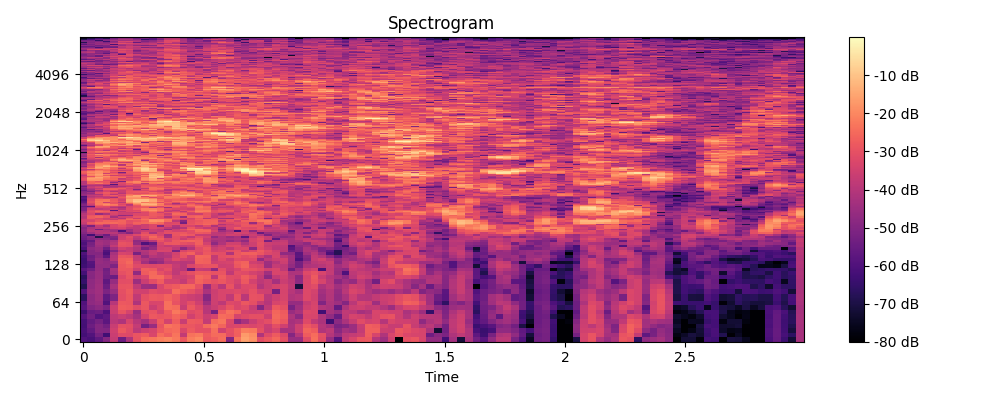 Spectrogram
Hz
4096
2048
1024
512
256
128
64
0
0
0.5
1
1.5
2
2.5
Time
-10 dB
-20 dB
-30 dB
-40 dB
-50 dB
-60 dB
-70 dB
-80 dB